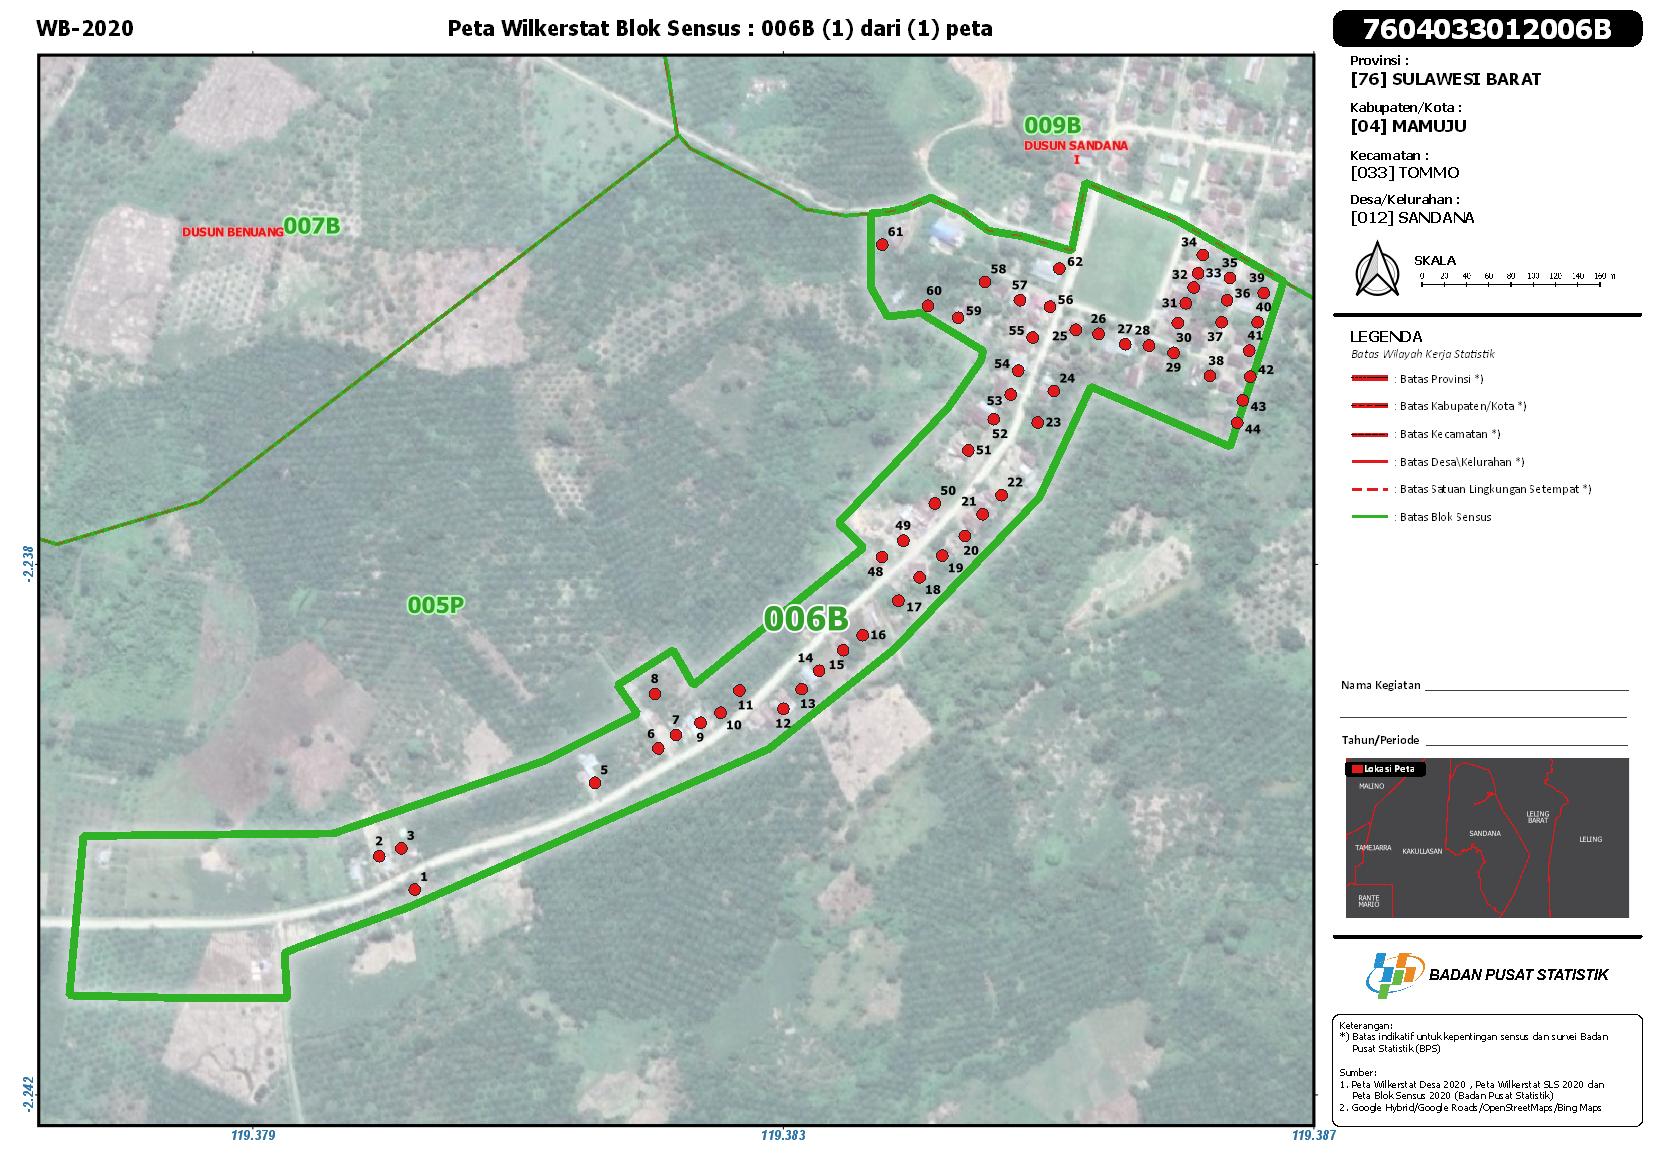 WB-2020
Peta Wilkerstat Blok Sensus : 006B (1) dari (1) peta
7604033012006B
Provinsi :
[76] SULAWESI BARAT
Kabupaten/Kota :
[04] MAMUJU
Kecamatan :
[033] TOMMO
Desa/Kelurahan :
[012] SANDANA
SKALA
0 20 40 60 80 100 120 140 160 m
LEGENDA
Batas Wilayah Kerja Statistik
: Batas Provinsi *)
: Batas Kabupaten/Kota *)
: Batas Kecamatan *)
: Batas Desa\Kelurahan *)
: Batas Satuan Lingkungan Setempat *)
: Batas Blok Sensus
Nama Kegiatan
Tahun/Periode
Lokasi Peta
MALINO
LELING
BARAT
SANDANA
LELING
TAMEJARRA
KAKULLASAN
RANTE
MARIO
BADAN PUSAT STATISTIK
Keterangan:
*) Batas indikatif untuk kepentingan sensus dan survei Badan
Pusat Statistik (BPS)
Sumber:
1. Peta Wilkerstat Desa 2020 , Peta Wilkerstat SLS 2020 dan
Peta Blok Sensus 2020 (Badan Pusat Statistik)
2. Google Hybrid/Google Roads/OpenStreetMaps/Bing Maps
009B
DUSUN SANDANA
I
DUSUN BENUANG
007B
005P
006B
61
62
34
58
32
33
35
39
57
60
56
31
36
40
59
55
25
26
27
28
30
37
41
54
29
38
42
24
53
43
52
23
44
51
50
22
21
49
20
48
19
18
17
16
14
15
8
11
13
7
10
12
6
9
5
2
3
1
-2.238
-2.242
119.379
119.383
119.387